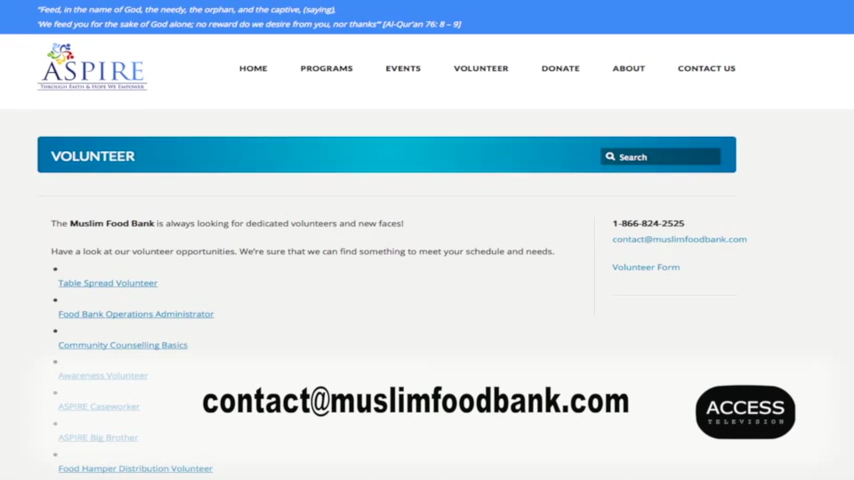 "Feed, in the name of God, the needy, the orphan, and the captive, (saying),
'We feed you for the sake of God alone; no reward do we desire from you, nor thanks'" [Al-Qur'an 76: 8 – 9]
ASPIRE
THROUGH FAITH & HOPE WE EMPOWER
HOME PROGRAMS EVENTS VOLUNTEER DONATE ABOUT CONTACT US
VOLUNTEER
Search
The Muslim Food Bank is always looking for dedicated volunteers and new faces!
1-866-824-2525
contact@muslimfoodbank.com
Have a look at our volunteer opportunities. We're sure that we can find something to meet your schedule and needs.
Volunteer Form
Table Spread Volunteer
Food Bank Operations Administrator
Community Counselling Basics
Awareness Volunteer
ASPIRE Caseworker
ASPIRE Big Brother
Food Hamper Distribution Volunteer
contact@muslimfoodbank.com
ACCESS
TELEVISION